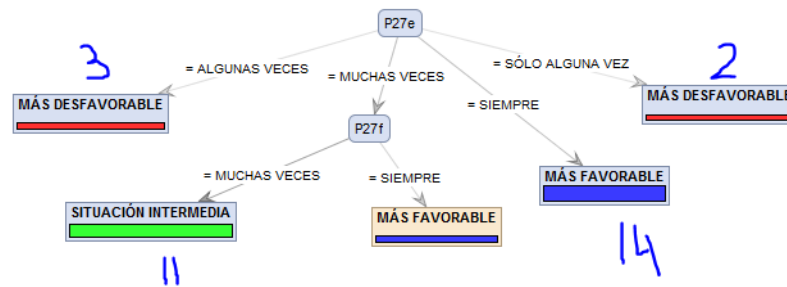 P27e
3
2
= ALGUNAS VECES
= SÓLO ALGUNA VEZ
= MUCHAS VECES
= SIEMPRE
MÁS DESFAVORABLE
MÁS DESFAVORABLE
P27f
= MUCHAS VECES
= SIEMPRE
MÁS FAVORABLE
SITUACIÓN INTERMEDIA
MÁS FAVORABLE
11
14